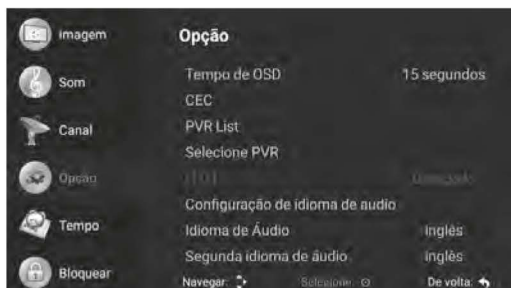 Imagem
Som
Canal
Opção
Tempo
Bloquear
Opção
Tempo de OSD 15 segundos
CEC
PVR List
Selecione PVR
Configuração de idioma de audio
Idioma de Áudio Inglês
Segunda idioma de áudio Inglês
Navegar: Selecione: De volta: